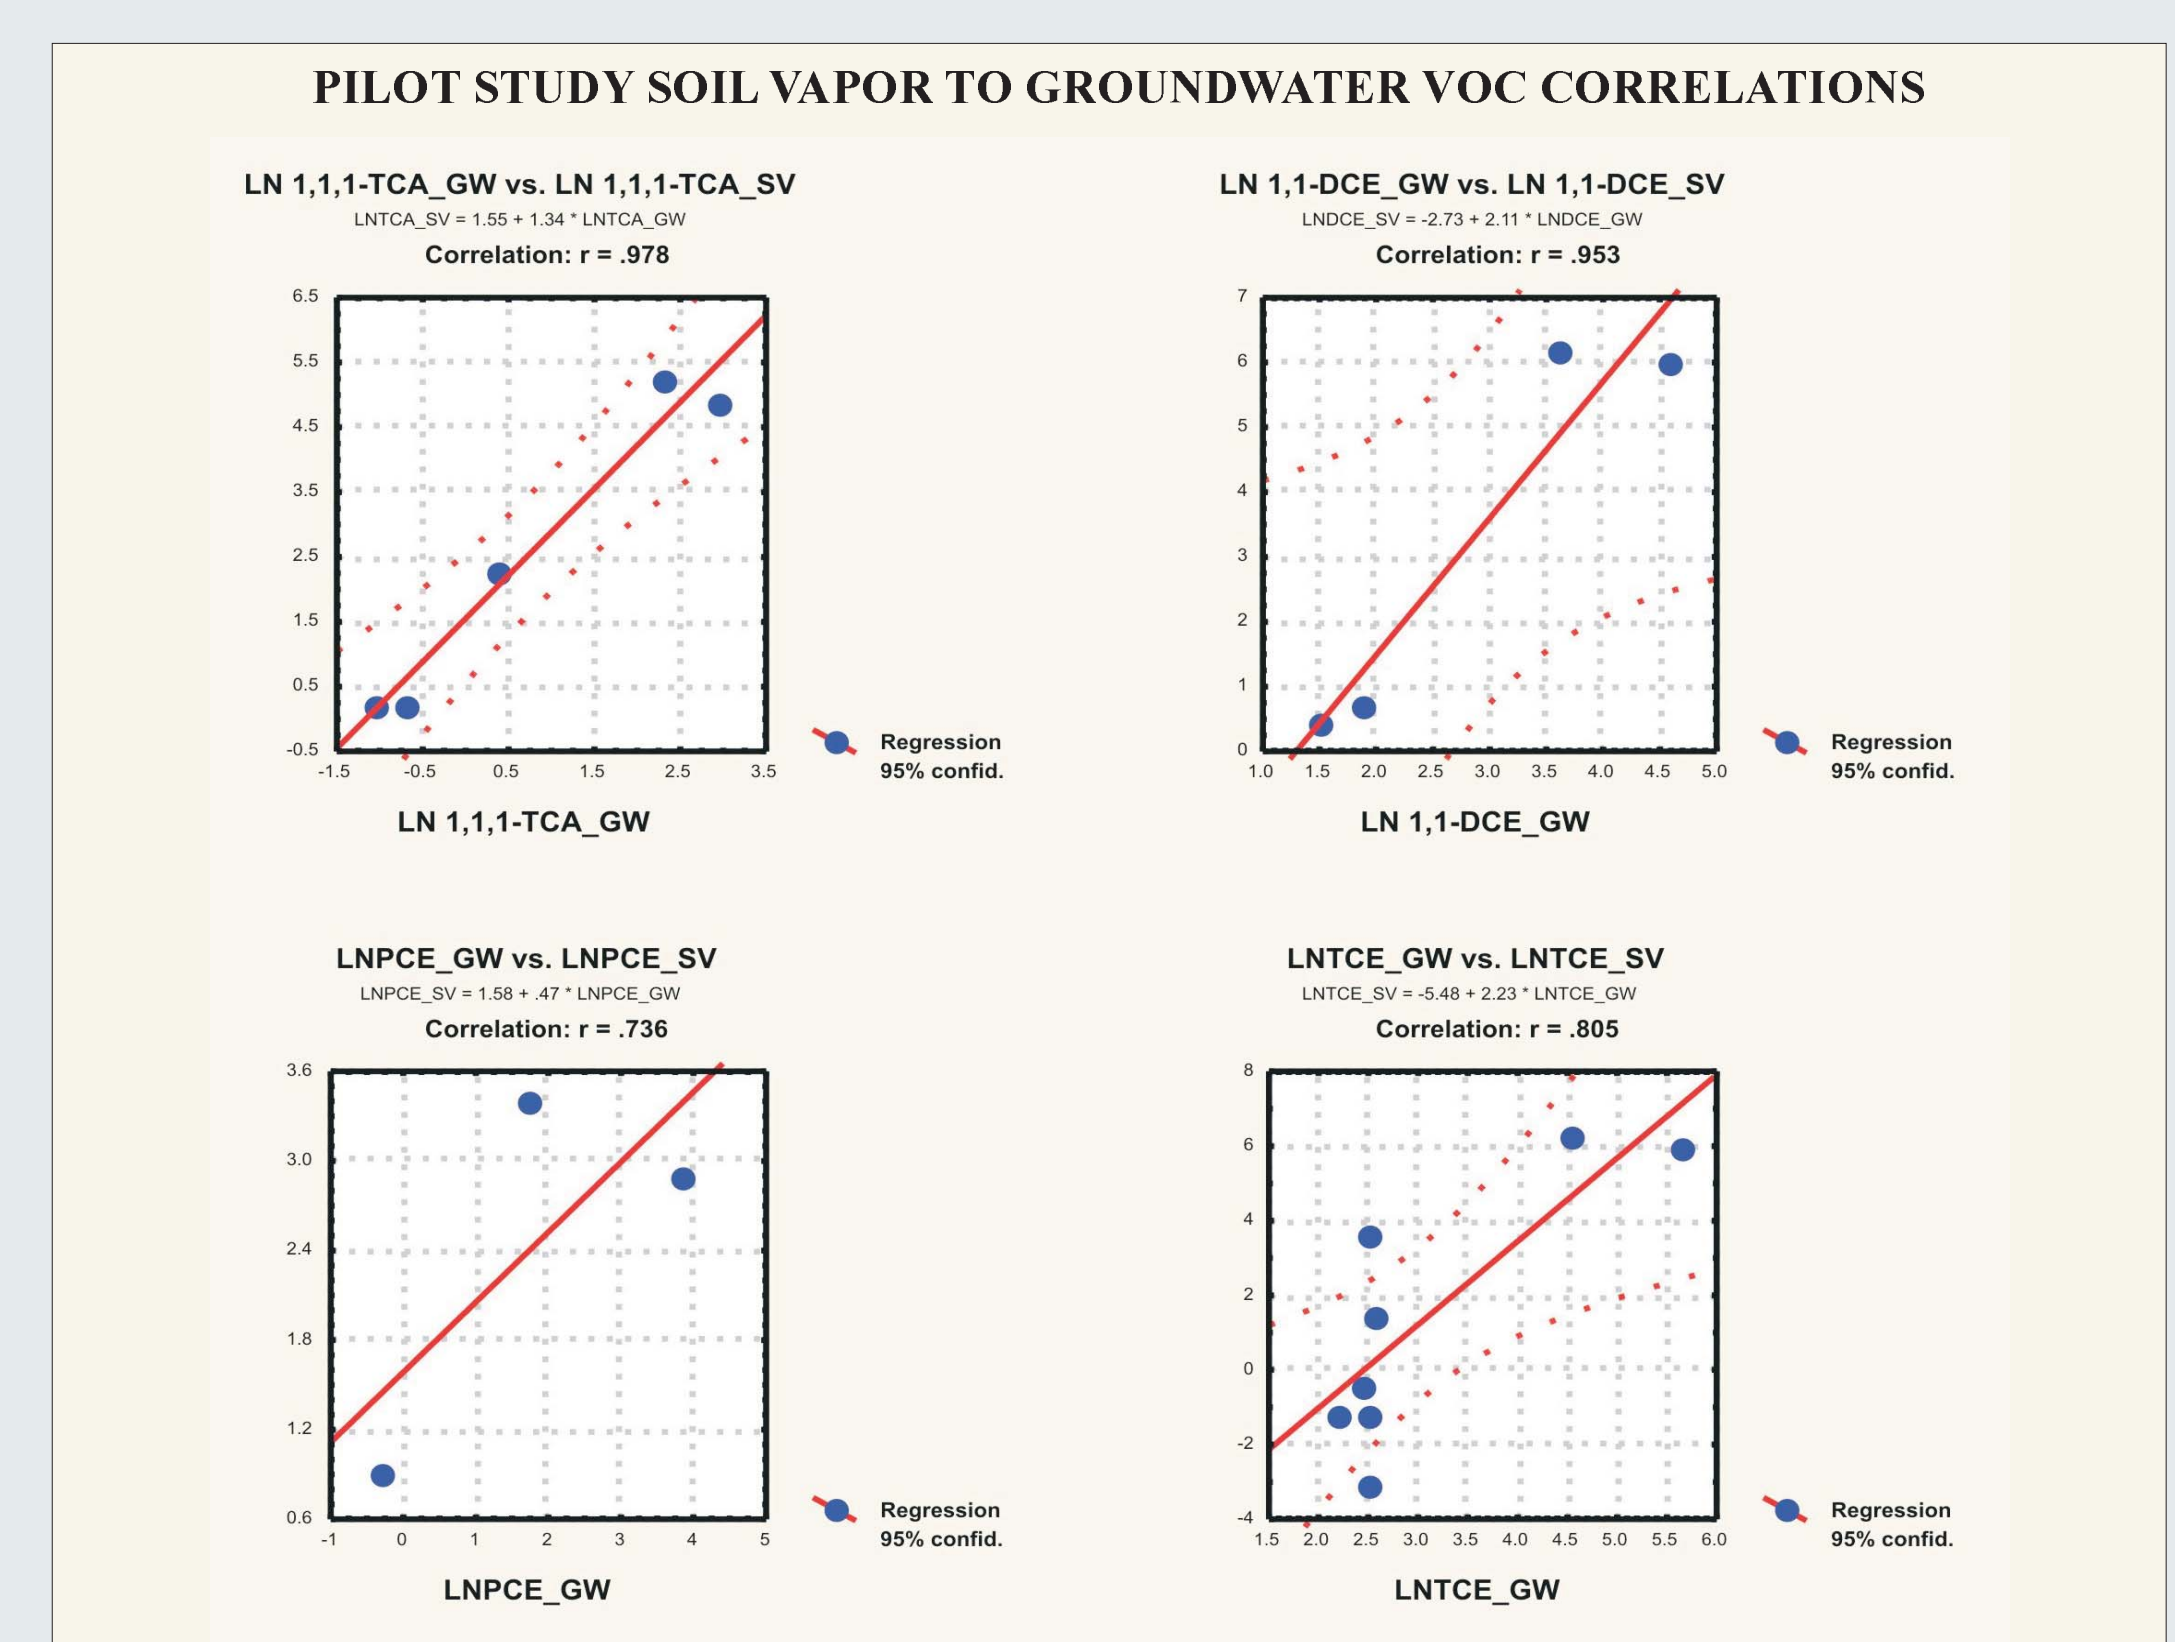 PILOT STUDY SOIL VAPOR TO GROUNDWATER VOC CORRELATIONS
LN 1,1,1-TCA_GW vs. LN 1,1,1-TCA_SV
LNTCA_SV = 1.55 + 1.34 * LNTCA_GW
Correlation: r = .978
6.5
5.5
4.5
3.5
2.5
1.5
0.5
-0.5
-1.5 -0.5 0.5 1.5 2.5 3.5
LN 1,1,1-TCA_GW
Regression
95% confid.
LN 1,1-DCE_GW vs. LN 1,1-DCE_SV
LNDCE_SV = -2.73 + 2.11 * LNDCE_GW
Correlation: r = .953
7
6
5
4
3
2
1
0
1.0 1.5 2.0 2.5 3.0 3.5 4.0 4.5 5.0
LN 1,1-DCE_GW
Regression
95% confid.
LNPCE_GW vs. LNPCE_SV
LNPCE_SV = 1.58 + .47 * LNPCE_GW
Correlation: r = .736
3.6
3.0
2.4
1.8
1.2
0.6
-1 0 1 2 3 4 5
LNPCE_GW
Regression
95% confid.
LNTCE_GW vs. LNTCE_SV
LNTCE_SV = -5.48 + 2.23 * LNTCE_GW
Correlation: r = .805
8
6
4
2
0
-2
-4
1.5 2.0 2.5 3.0 3.5 4.0 4.5 5.0 5.5 6.0
LNTCE_GW
Regression
95% confid.